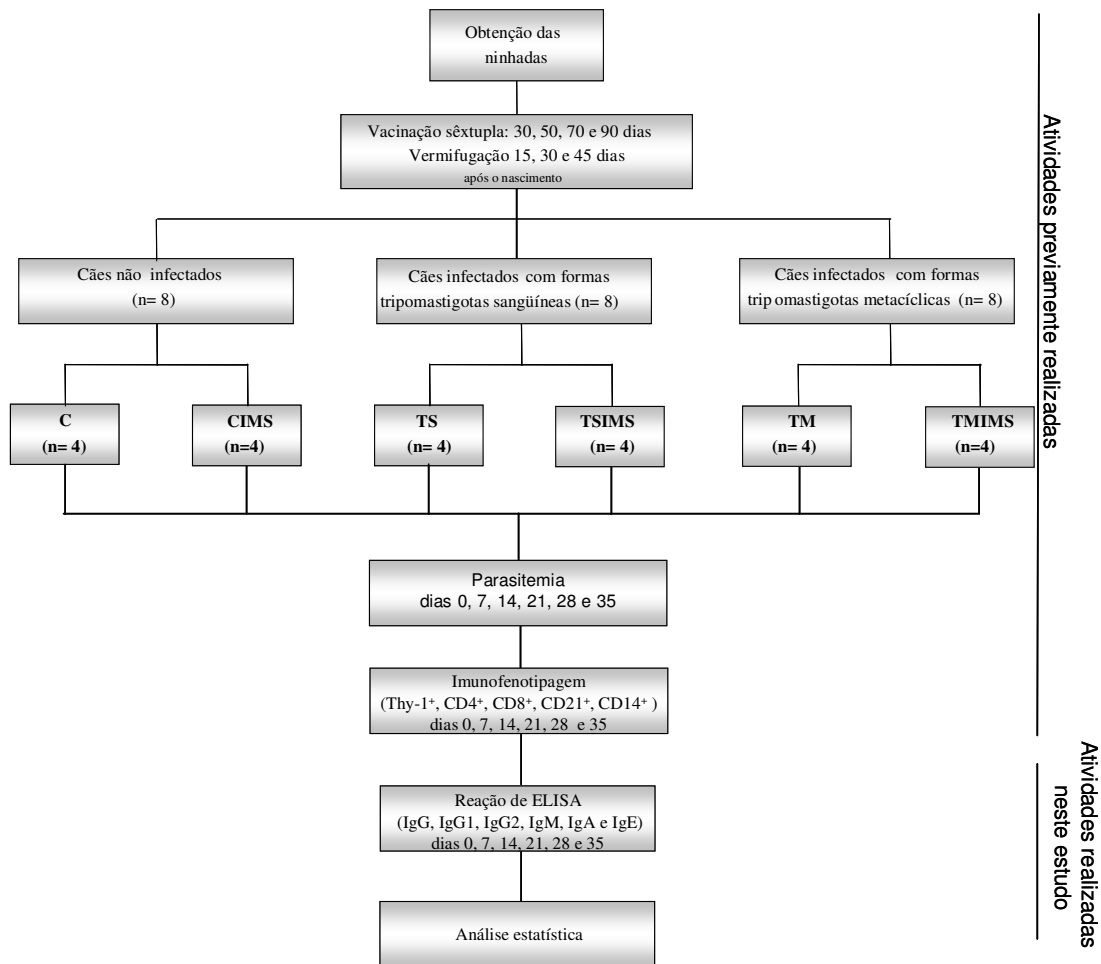 Obtenção das
ninhadas
Vacinação sêxtupla: 30, 50, 70 e 90 dias
Vermifugação 15, 30 e 45 dias
após o nascimento
Cães não infectados
(n= 8)
Cães infectados com formas
tripomastigotas sangüíneas (n= 8)
Cães infectados com formas
trip omastigotas metacíclicas (n= 8)
C
(n= 4)
CIMS
(n=4)
TS
(n= 4)
TSIMS
(n= 4)
TM
(n= 4)
TMIMS
(n=4)
Parasitemia
dias 0, 7, 14, 21, 28 e 35
Imunofenotipagem
(Thy-1⁺, CD4⁺, CD8⁺, CD21⁺, CD14⁺ )
dias 0, 7, 14, 21, 28 e 35
Reação de ELISA
(IgG, IgG1, IgG2, IgM, IgA e IgE)
dias 0, 7, 14, 21, 28 e 35
Análise estatística
Atividades previamente realizadas
Atividades realizadas
neste estudo